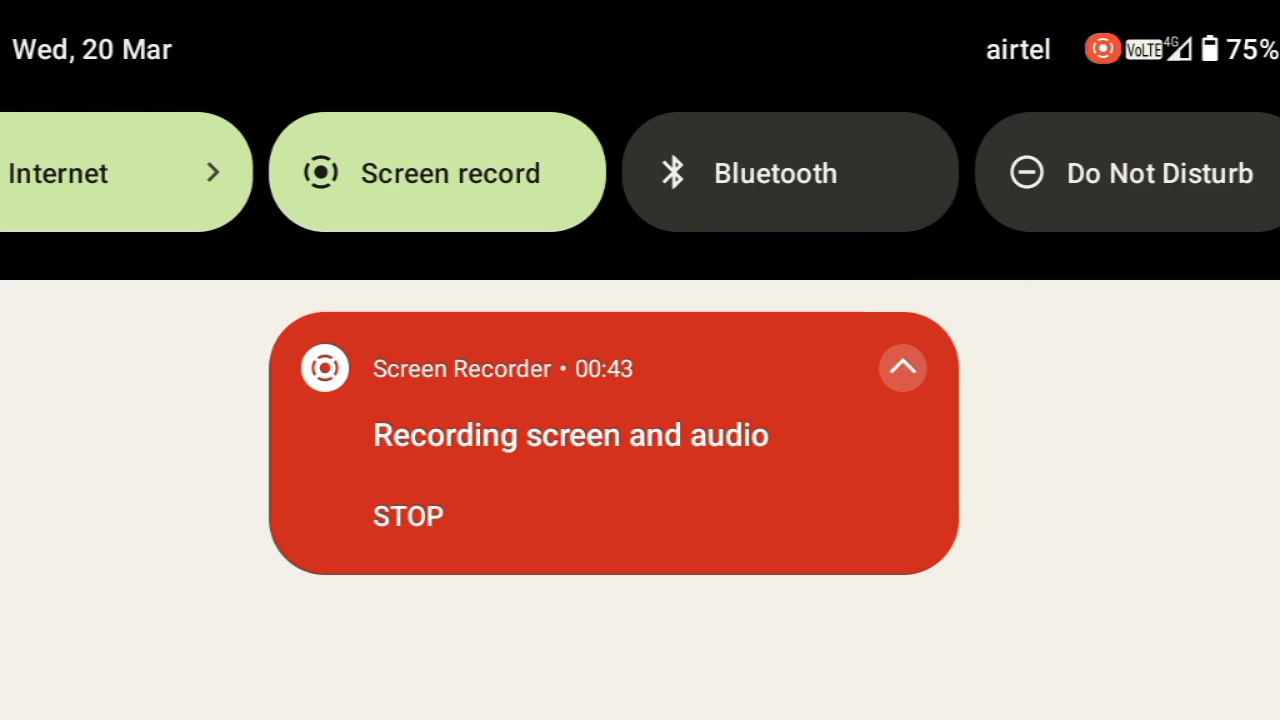 Wed, 20 Mar
airtel VoLTE 4G 75%
Internet Screen record Bluetooth Do Not Disturb
Screen Recorder • 00:43
Recording screen and audio
STOP